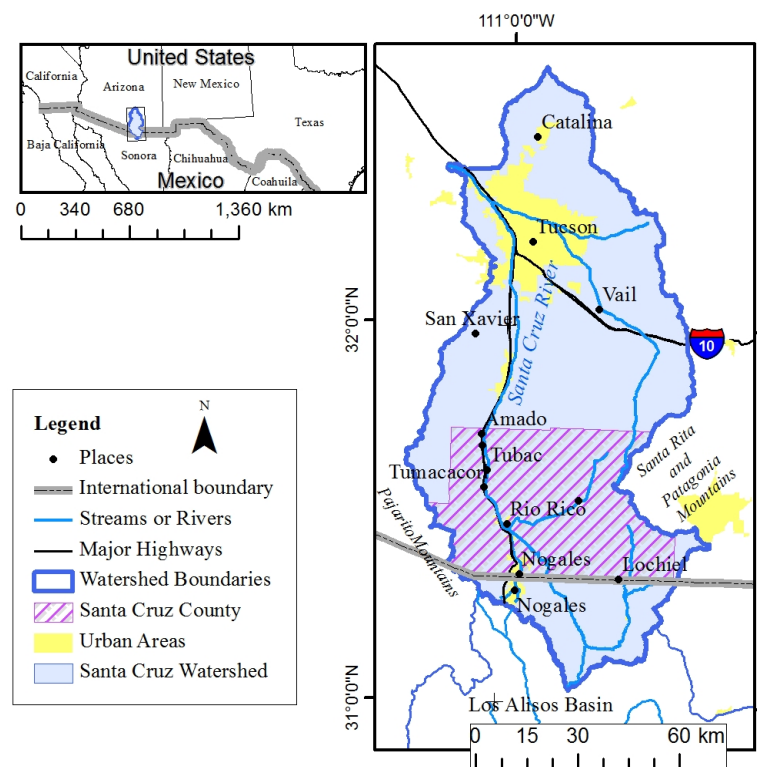 111°0'0"W
United States
California
Arizona
New Mexico
Texas
Baja California
Sonora
Chihuahua
Coahuila
Mexico
0 340 680 1,360 km
Catalina
Tucson
Santa Cruz River
Vail
San Xavier
10
32°0'0"N
Amado
Tubac
Tumacacori
Rio Rico
Santa Rita
and
Patagonia
Mountains
Pajarito Mountains
Nogales
Lochiel
Nogales
31°0'0"N
Los Alisos Basin
0 15 30 60 km
Legend
N
Places
International boundary
Streams or Rivers
Major Highways
Watershed Boundaries
Santa Cruz County
Urban Areas
Santa Cruz Watershed